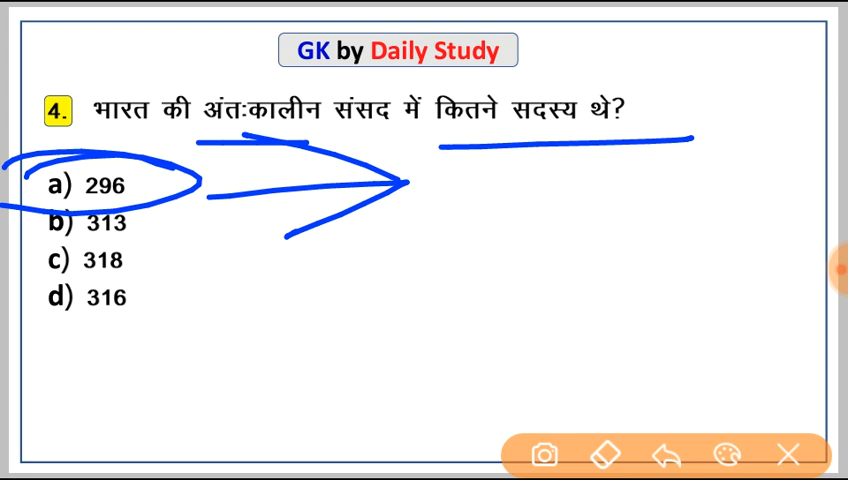 GK by Daily Study
4. भारत की अंतःकालीन संसद में कितने सदस्य थे?
a) 296
b) 313
c) 318
d) 316